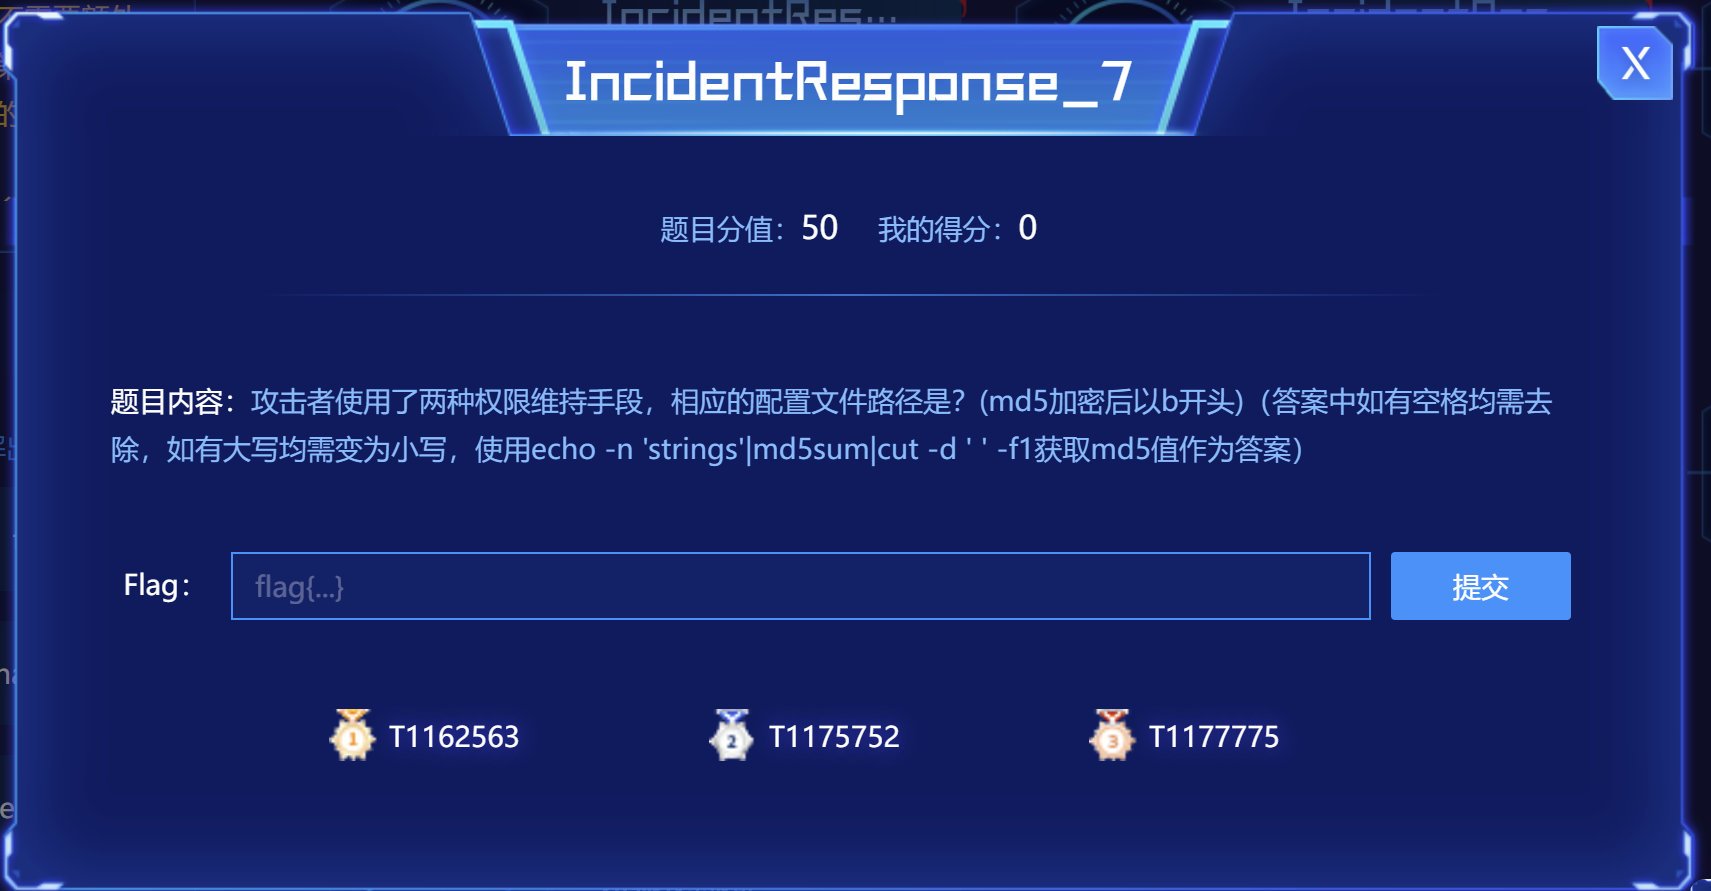 IncidentRes...
IncidentResponse_7
X
题目分值：50 我的得分：0
题目内容：攻击者使用了两种权限维持手段，相应的配置文件路径是？(md5加密后以b开头)（答案中如有空格均需去
除，如有大写均需变为小写，使用echo -n 'strings'|md5sum|cut -d ' ' -f1获取md5值作为答案）
Flag：
flag{...}
提交
1 T1162563
2 T1175752
3 T1177775